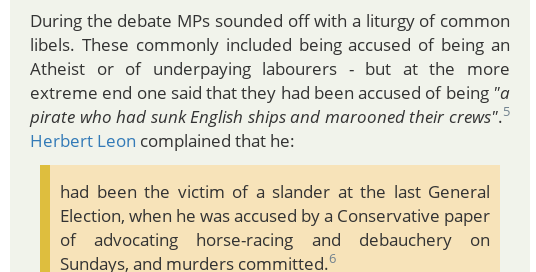 During the debate MPs sounded off with a liturgy of common
libels. These commonly included being accused of being an
Atheist or of underpaying labourers - but at the more
extreme end one said that they had been accused of being "a
pirate who had sunk English ships and marooned their crews".5
Herbert Leon complained that he:
had been the victim of a slander at the last General
Election, when he was accused by a Conservative paper
of advocating horse-racing and debauchery on
Sundays, and murders committed.6